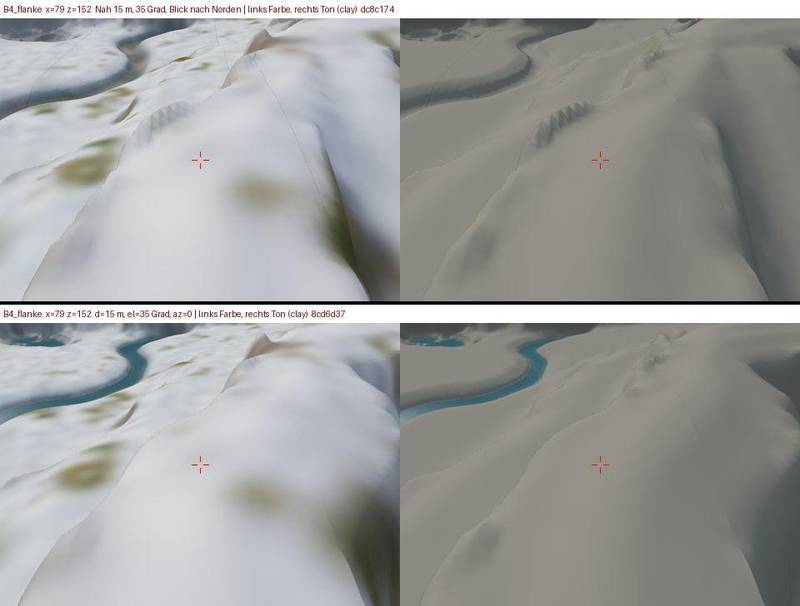 B4_flanke x=79 z=152 Nah 15 m, 35 Grad, Blick nach Norden | links Farbe, rechts Ton (clay) dc8c174
B4_flanke x=79 z=152 d=15 m, el=35 Grad, az=0 | links Farbe, rechts Ton (clay) 8cd6d37